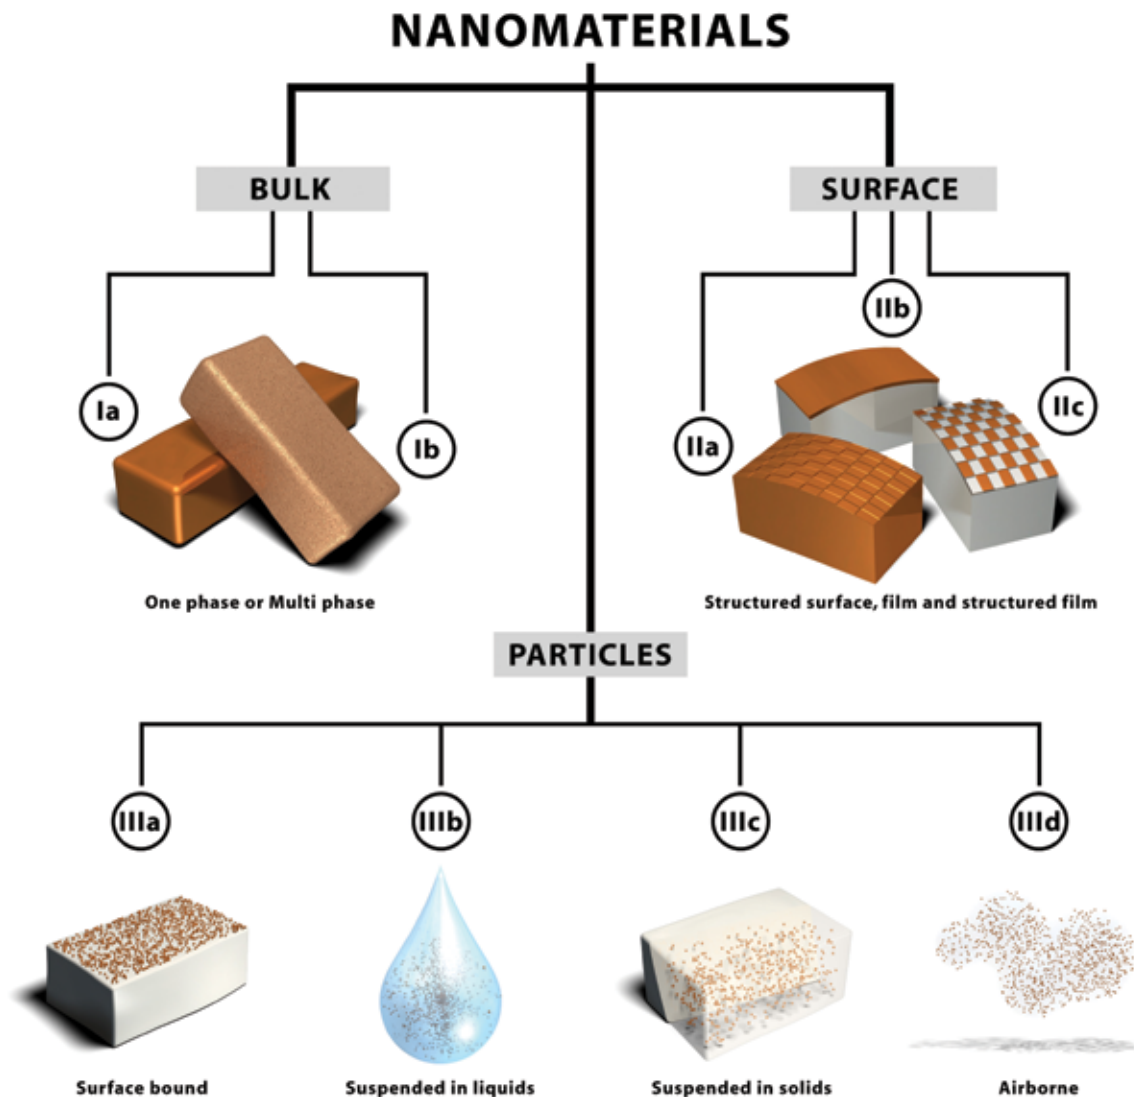 NANOMATERIALS
BULK
SURFACE
Ia
Ib
IIa
IIb
IIc
One phase or Multi phase
Structured surface, film and structured film
PARTICLES
IIIa
IIIb
IIIc
IIId
Surface bound
Suspended in liquids
Suspended in solids
Airborne